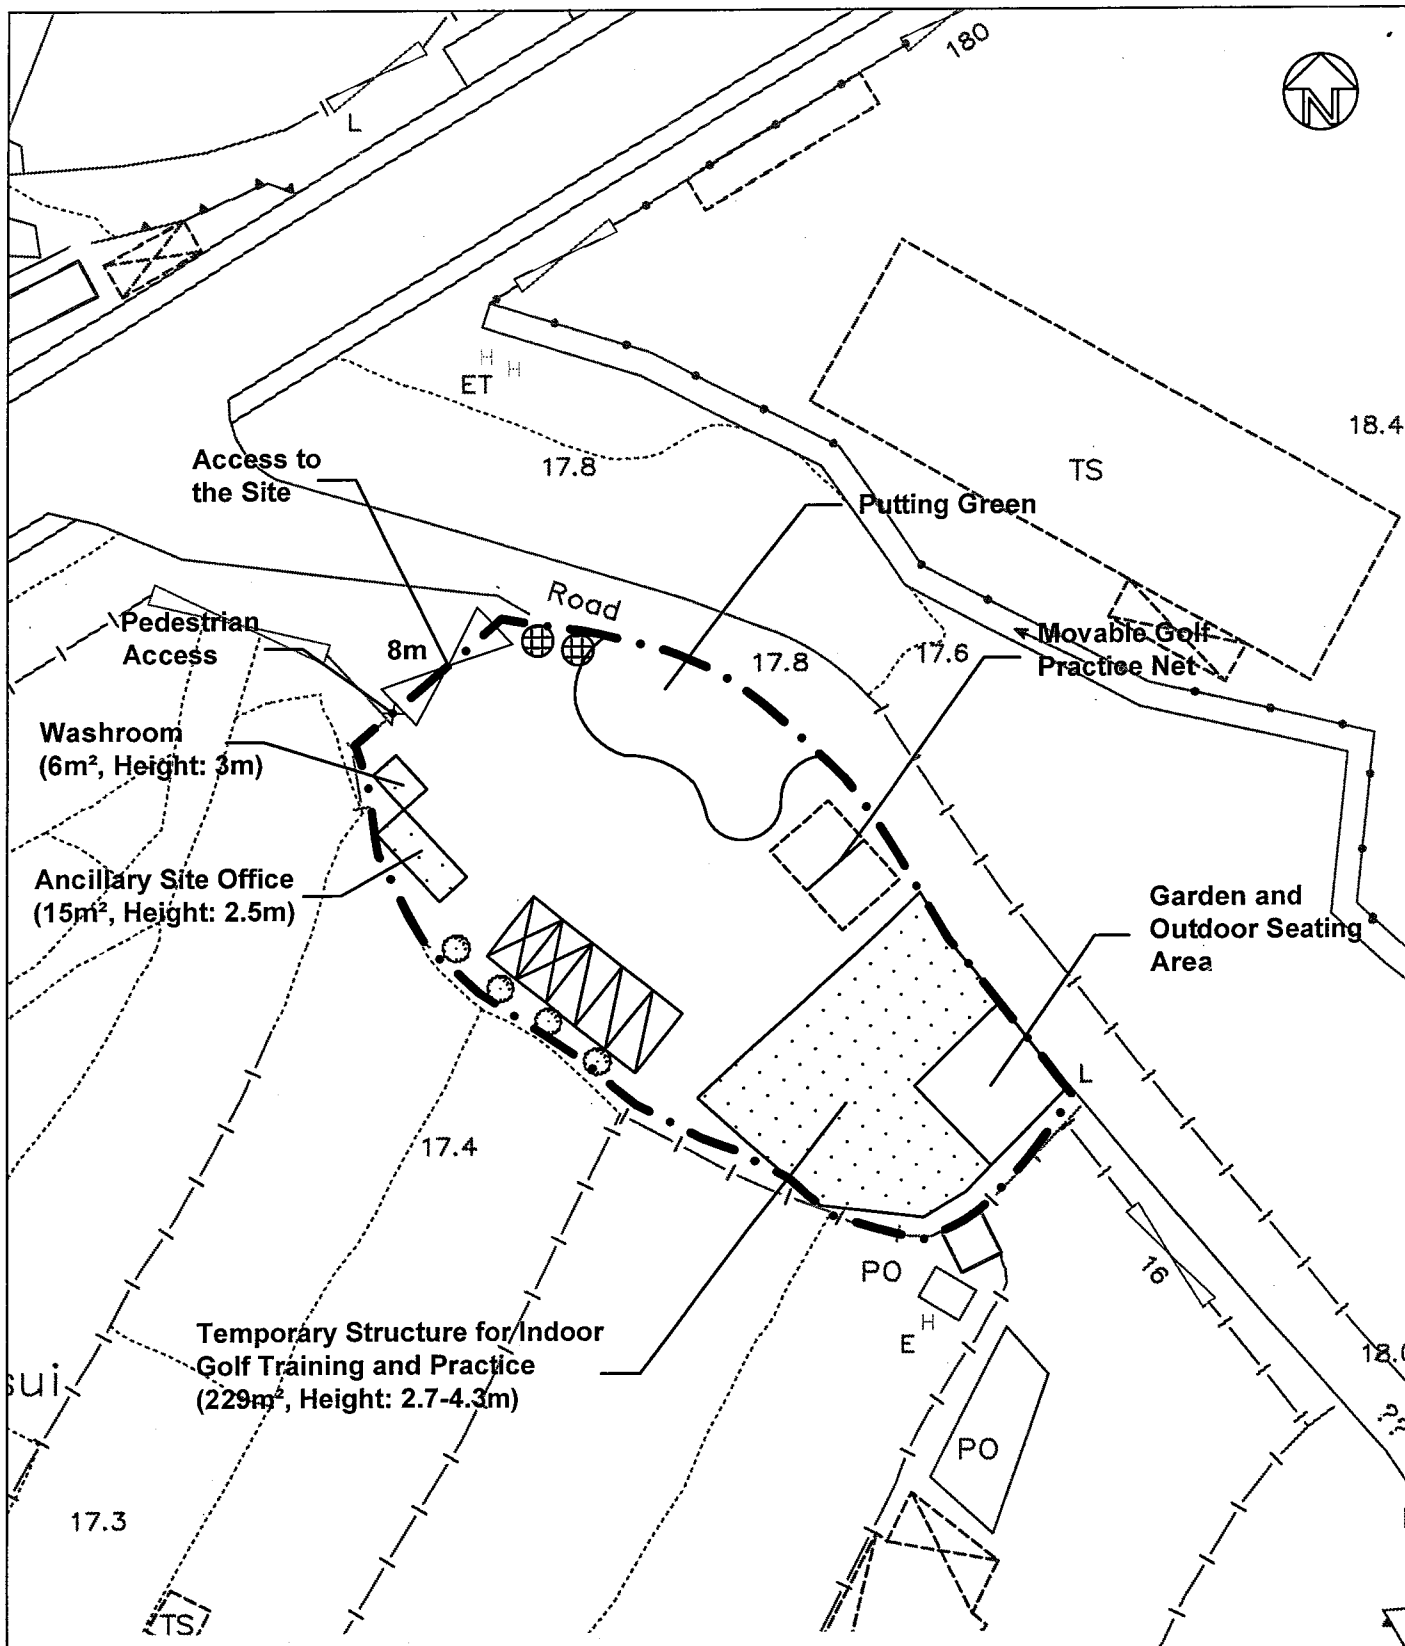 180
N
L
H
H
ET
18.4
TS
Access to
the Site
17.8
Putting Green
Road
Pedestrian
Access
8m
17.8
17.6
Movable Golf
Practice Net
Washroom
(6m², Height: 3m)
Ancillary Site Office
(15m², Height: 2.5m)
Garden and
Outdoor Seating
Area
L
17.4
PO
16
H
E
Temporary Structure for Indoor
Golf Training and Practice
(229m², Height: 2.7-4.3m)
sui
18.0
??
PO
17.3
TS